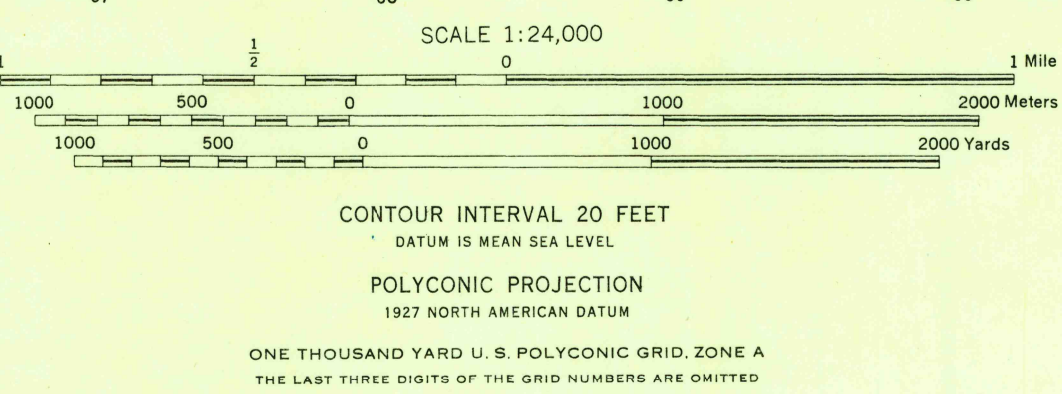 SCALE 1:24,000
1 1/2 0 1 Mile
1000 500 0 1000 2000 Meters
1000 500 0 1000 2000 Yards
CONTOUR INTERVAL 20 FEET
DATUM IS MEAN SEA LEVEL
POLYCONIC PROJECTION
1927 NORTH AMERICAN DATUM
ONE THOUSAND YARD U. S. POLYCONIC GRID, ZONE A
THE LAST THREE DIGITS OF THE GRID NUMBERS ARE OMITTED